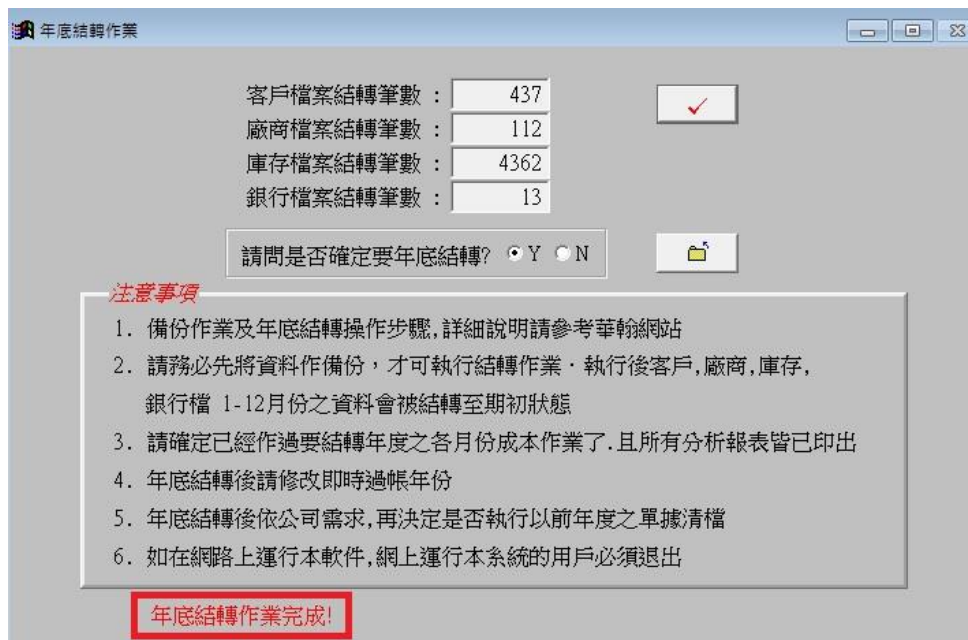 年底結轉作業
客戶檔案結轉筆數 : 437
廠商檔案結轉筆數 : 112
庫存檔案結轉筆數 : 4362
銀行檔案結轉筆數 : 13
請問是否確定要年底結轉? Y N
注意事項
1. 備份作業及年底結轉操作步驟,詳細說明請參考華翰網站
2. 請務必先將資料作備份，才可執行結轉作業．執行後客戶,廠商,庫存,
銀行檔 1-12月份之資料會被結轉至期初狀態
3. 請確定已經作過要結轉年度之各月份成本作業了.且所有分析報表皆已印出
4. 年底結轉後請修改即時過帳年份
5. 年底結轉後依公司需求,再決定是否執行以前年度之單據清檔
6. 如在網路上運行本軟件,網上運行本系統的用戶必須退出
年底結轉作業完成!